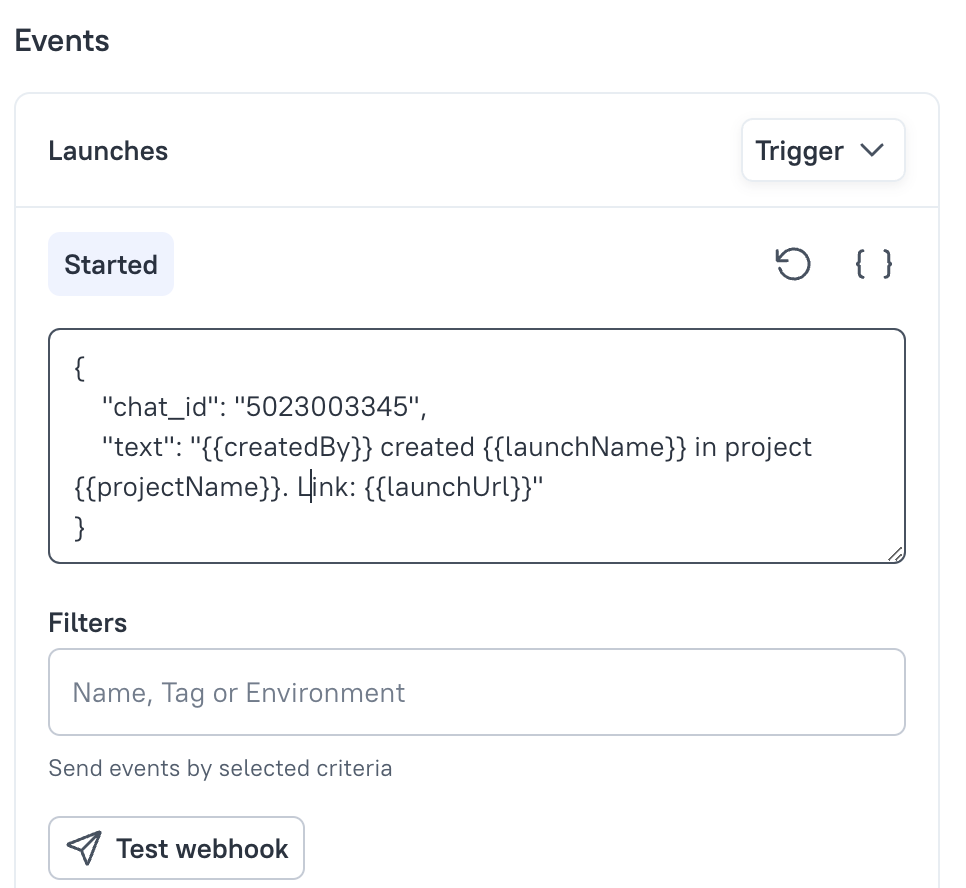 Events
Launches
Trigger
Started
{ }
{
"chat_id": "5023003345",
"text": "{{createdBy}} created {{launchName}} in project
{{projectName}}. Link: {{launchUrl}}"
}
Filters
Name, Tag or Environment
Send events by selected criteria
Test webhook